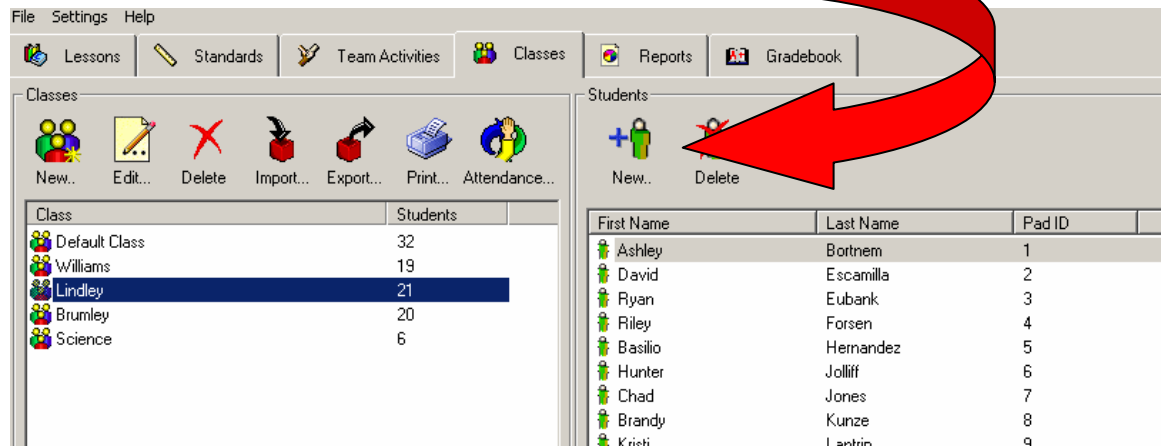 File Settings Help
Lessons Standards Team Activities Classes Reports Gradebook
Classes
New.. Edit... Delete Import... Export... Print... Attendance...
Class Students
Default Class 32
Williams 19
Lindley 21
Brumley 20
Science 6
Students
New.. Delete
First Name Last Name Pad ID
Ashley Bortnem 1
David Escamilla 2
Ryan Eubank 3
Riley Forsen 4
Basilio Hernandez 5
Hunter Jolliff 6
Chad Jones 7
Brandy Kunze 8
Kristi Lantrip 9